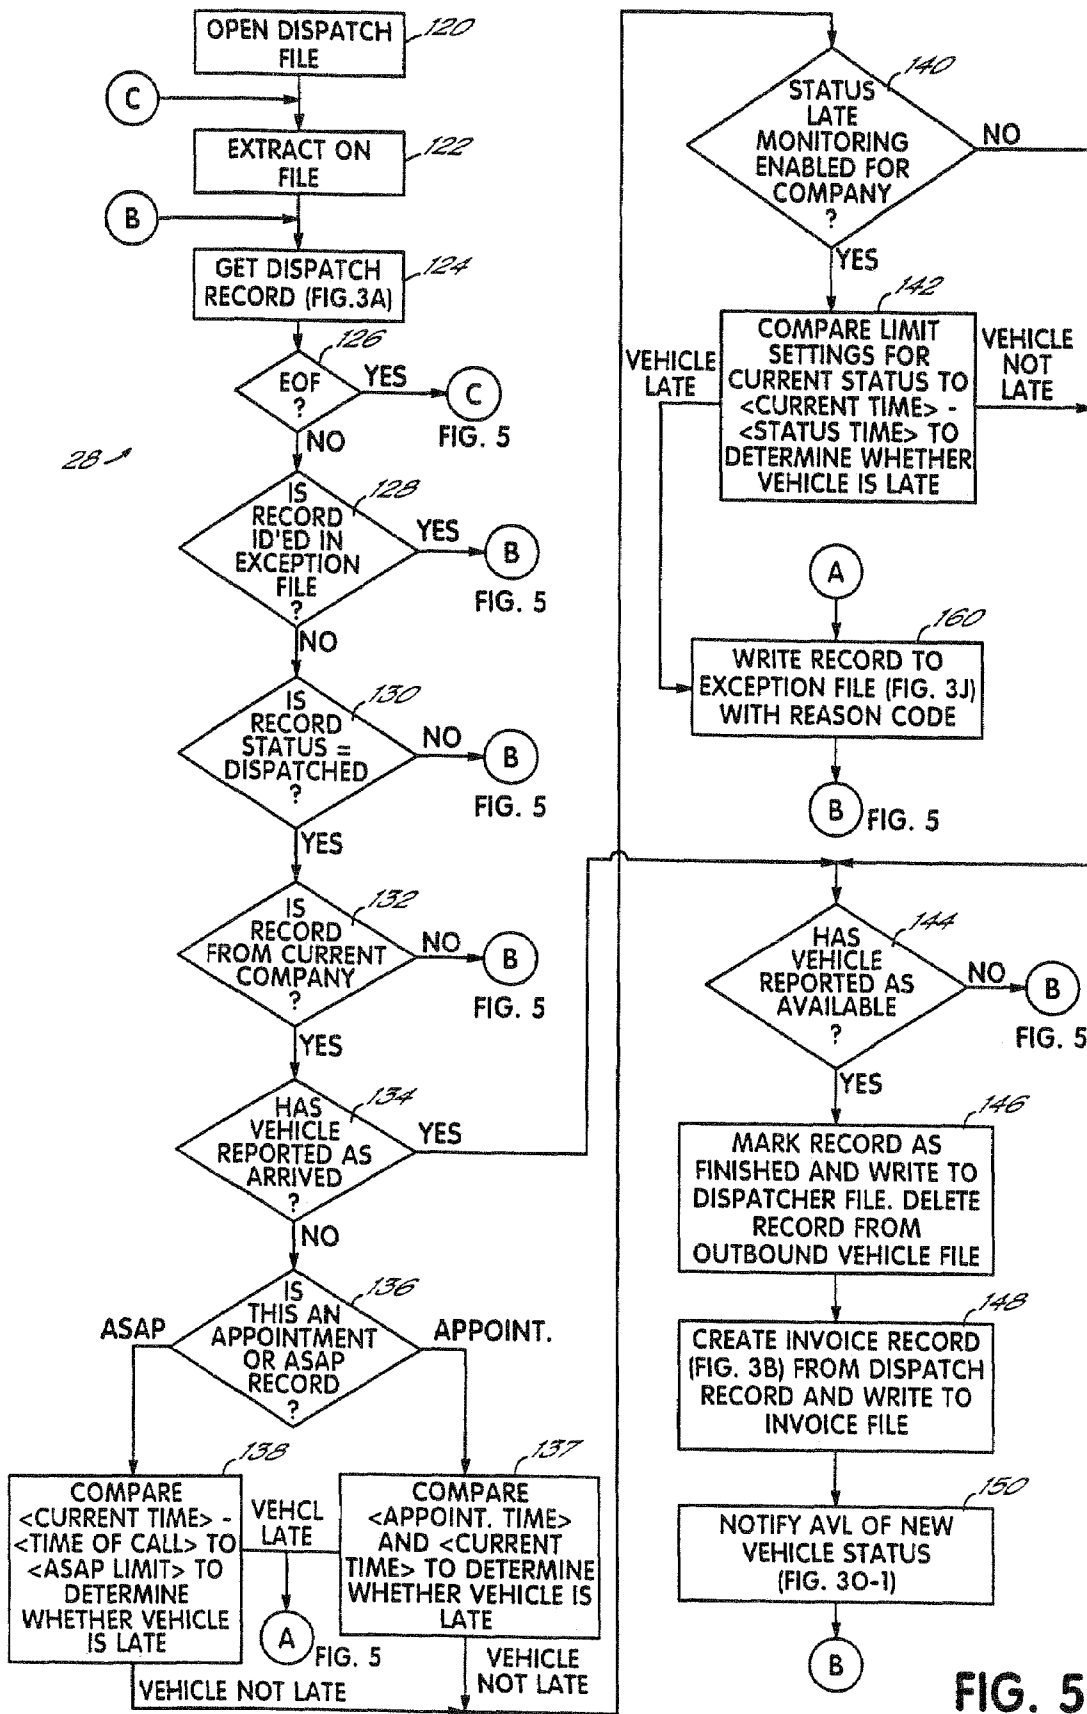 OPEN DISPATCH
FILE
120
C
EXTRACT ON
FILE
122
B
GET DISPATCH
RECORD (FIG.3A)
124
EOF
?
126
YES
C
FIG. 5
NO
28
IS
RECORD
ID'ED IN
EXCEPTION
FILE
?
128
YES
B
FIG. 5
NO
IS
RECORD
STATUS =
DISPATCHED
?
130
NO
B
FIG. 5
YES
IS
RECORD
FROM CURRENT
COMPANY
?
132
NO
B
FIG. 5
YES
HAS
VEHICLE
REPORTED AS
ARRIVED
?
134
YES
NO
IS
THIS AN
APPOINTMENT
OR ASAP
RECORD
?
136
ASAP
APPOINT.
138
COMPARE
<CURRENT TIME> -
<TIME OF CALL> TO
<ASAP LIMIT> TO
DETERMINE
WHETHER VEHICLE
IS LATE
VEHCL
LATE
A
FIG. 5
137
COMPARE
<APPOINT. TIME>
AND <CURRENT
TIME> TO DETERMINE
WHETHER VEHICLE IS
LATE
VEHICLE
NOT LATE
VEHICLE NOT LATE
STATUS
LATE
MONITORING
ENABLED FOR
COMPANY
?
140
NO
YES
142
COMPARE LIMIT
SETTINGS FOR
CURRENT STATUS TO
<CURRENT TIME> -
<STATUS TIME> TO
DETERMINE WHETHER
VEHICLE IS LATE
VEHICLE
LATE
VEHICLE
NOT
LATE
A
160
WRITE RECORD TO
EXCEPTION FILE (FIG. 3J)
WITH REASON CODE
B
FIG. 5
HAS
VEHICLE
REPORTED AS
AVAILABLE
?
144
NO
B
FIG. 5
YES
146
MARK RECORD AS
FINISHED AND WRITE TO
DISPATCHER FILE. DELETE
RECORD FROM
OUTBOUND VEHICLE FILE
148
CREATE INVOICE RECORD
(FIG. 3B) FROM DISPATCH
RECORD AND WRITE TO
INVOICE FILE
150
NOTIFY AVL OF NEW
VEHICLE STATUS
(FIG. 3O-1)
B
FIG. 5